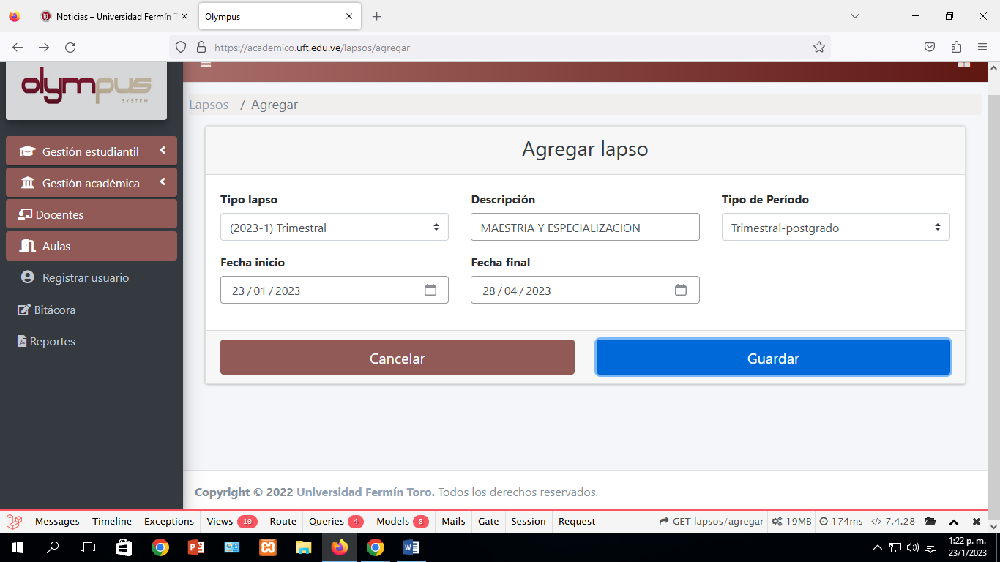 Noticias – Universidad Fermín T
Olympus
https://academico.uft.edu.ve/lapsos/agregar
olympus
SYSTEM
Lapsos / Agregar
Gestión estudiantil
Gestión académica
Docentes
Aulas
Registrar usuario
Bitácora
Reportes
Agregar lapso
Tipo lapso
Descripción
Tipo de Período
(2023-1) Trimestral
MAESTRIA Y ESPECIALIZACION
Trimestral-postgrado
Fecha inicio
Fecha final
23/01/2023
28/04/2023
Cancelar
Guardar
Copyright © 2022 Universidad Fermín Toro. Todos los derechos reservados.
Messages Timeline Exceptions Views 10 Route Queries 4 Models 8 Mails Gate Session Request GET lapsos/agregar 19MB 174ms 7.4.28
1:22 p. m.
23/1/2023